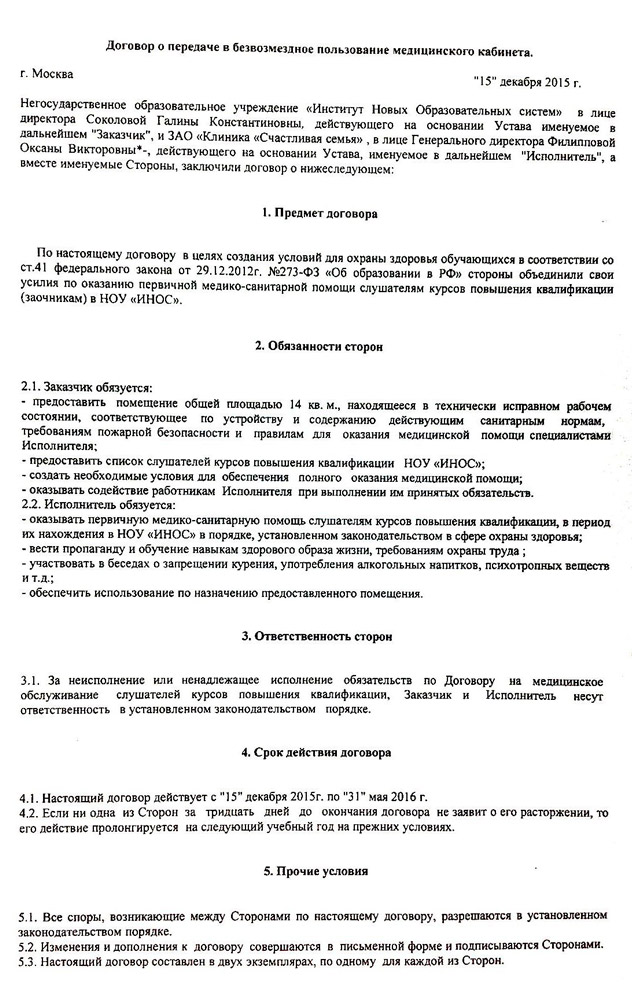 Договор о передаче в безвозмездное пользование медицинского кабинета.
г. Москва
"15" декабря 2015 г.
Негосударственное образовательное учреждение «Институт Новых Образовательных систем» в лице
директора Соколовой Галины Константиновны, действующего на основании Устава именуемое в
дальнейшем "Заказчик", и ЗАО «Клиника «Счастливая семья» , в лице Генерального директора Филипповой
Оксаны Викторовны*-, действующего на основании Устава, именуемое в дальнейшем "Исполнитель", а
вместе именуемые Стороны, заключили договор о нижеследующем:
1. Предмет договора
По настоящему договору в целях создания условий для охраны здоровья обучающихся в соответствии со
ст.41 федерального закона от 29.12.2012г. №273-ФЗ «Об образовании в РФ» стороны объединили свои
усилия по оказанию первичной медико-санитарной помощи слушателям курсов повышения квалификации
(заочникам) в НОУ «ИНОС».
2. Обязанности сторон
2.1. Заказчик обязуется:
- предоставить помещение общей площадью 14 кв. м., находящееся в технически исправном рабочем
состоянии, соответствующее по устройству и содержанию действующим санитарным нормам,
требованиям пожарной безопасности и правилам для оказания медицинской помощи специалистами
Исполнителя;
- предоставить список слушателей курсов повышения квалификации НОУ «ИНОС»;
- создать необходимые условия для обеспечения полного оказания медицинской помощи;
- оказывать содействие работникам Исполнителя при выполнении им принятых обязательств.
2.2. Исполнитель обязуется:
- оказывать первичную медико-санитарную помощь слушателям курсов повышения квалификации, в период
их нахождения в НОУ «ИНОС» в порядке, установленном законодательством в сфере охраны здоровья;
- вести пропаганду и обучение навыкам здорового образа жизни, требованиям охраны труда ;
- участвовать в беседах о запрещении курения, употребления алкогольных напитков, психотропных веществ
и т.д.;
- обеспечить использование по назначению предоставленного помещения.
3. Ответственность сторон
3.1. За неисполнение или ненадлежащее исполнение обязательств по Договору на медицинское
обслуживание слушателей курсов повышения квалификации, Заказчик и Исполнитель несут
ответственность в установленном законодательством порядке.
4. Срок действия договора
4.1. Настоящий договор действует с "15" декабря 2015г. по "31" мая 2016 г.
4.2. Если ни одна из Сторон за тридцать дней до окончания договора не заявит о его расторжении, то
его действие пролонгируется на следующий учебный год на прежних условиях.
5. Прочие условия
5.1. Все споры, возникающие между Сторонами по настоящему договору, разрешаются в установленном
законодательством порядке.
5.2. Изменения и дополнения к договору совершаются в письменной форме и подписываются Сторонами.
5.3. Настоящий договор составлен в двух экземплярах, по одному для каждой из Сторон.